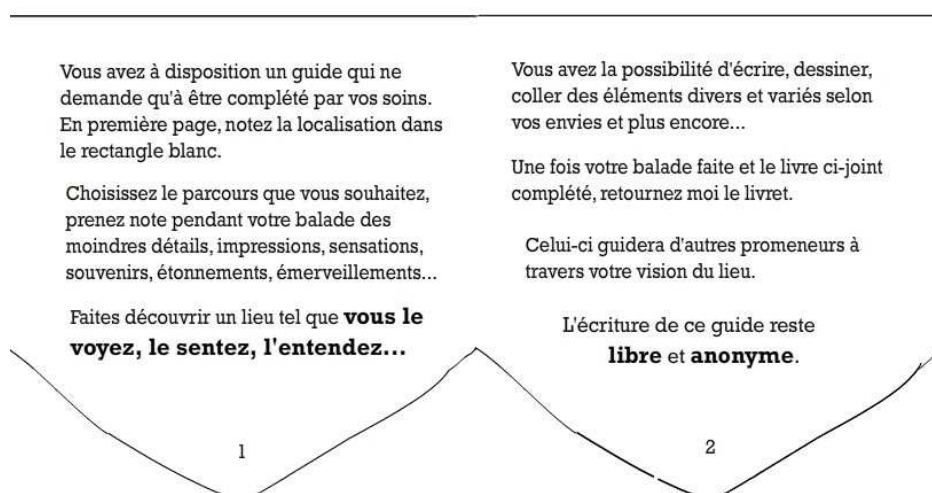 Vous avez à disposition un guide qui ne
demande qu'à être complété par vos soins.
En première page, notez la localisation dans
le rectangle blanc.
Choisissez le parcours que vous souhaitez,
prenez note pendant votre balade des
moindres détails, impressions, sensations,
souvenirs, étonnements, émerveillements...
Faites découvrir un lieu tel que vous le
voyez, le sentez, l'entendez...
1
Vous avez la possibilité d'écrire, dessiner,
coller des éléments divers et variés selon
vos envies et plus encore...
Une fois votre balade faite et le livre ci-joint
complété, retournez moi le livret.
Celui-ci guidera d'autres promeneurs à
travers votre vision du lieu.
L'écriture de ce guide reste
libre et anonyme.
2